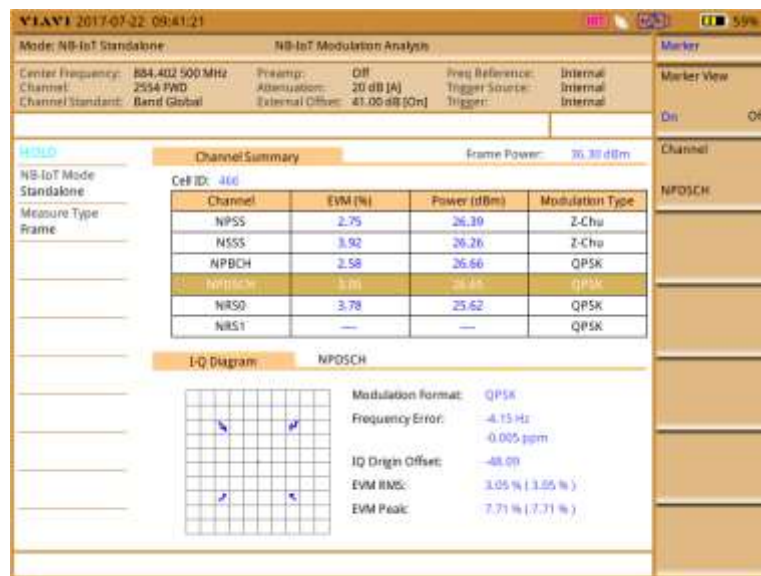 VIAVI 2017-07-22 09:41:21 59%
Mode: NB-IoT Standalone NB-IoT Modulation Analysis
Marker
Center Frequency: 884.402 500 MHz Preamp: Off Freq Reference: Internal
Channel: 2554 FWD Attenuation: 20 dB [A] Trigger Source: Internal
Channel Standard: Band Global External Offset: 41.00 dB [On] Trigger: Internal
Marker View
On Of
HOLD
NB-IoT Mode
Standalone
Measure Type
Frame
Channel
NPDSCH
Channel Summary Frame Power: 36.30 dBm
Cell ID: 466
Channel EVM (%) Power (dBm) Modulation Type
NPSS 2.75 26.39 Z-Chu
NSSS 3.92 26.26 Z-Chu
NPBCH 2.58 26.66 QPSK
NPDSCH QPSK
NRS0 3.78 25.62 QPSK
NRS1 ---- ---- QPSK
I-Q Diagram NPDSCH
Modulation Format: QPSK
Frequency Error: -4.15 Hz
-0.005 ppm
IQ Origin Offset: -48.09
EVM RMS: 3.05 % ( 3.05 % )
EVM Peak: 7.71 % ( 7.71 % )